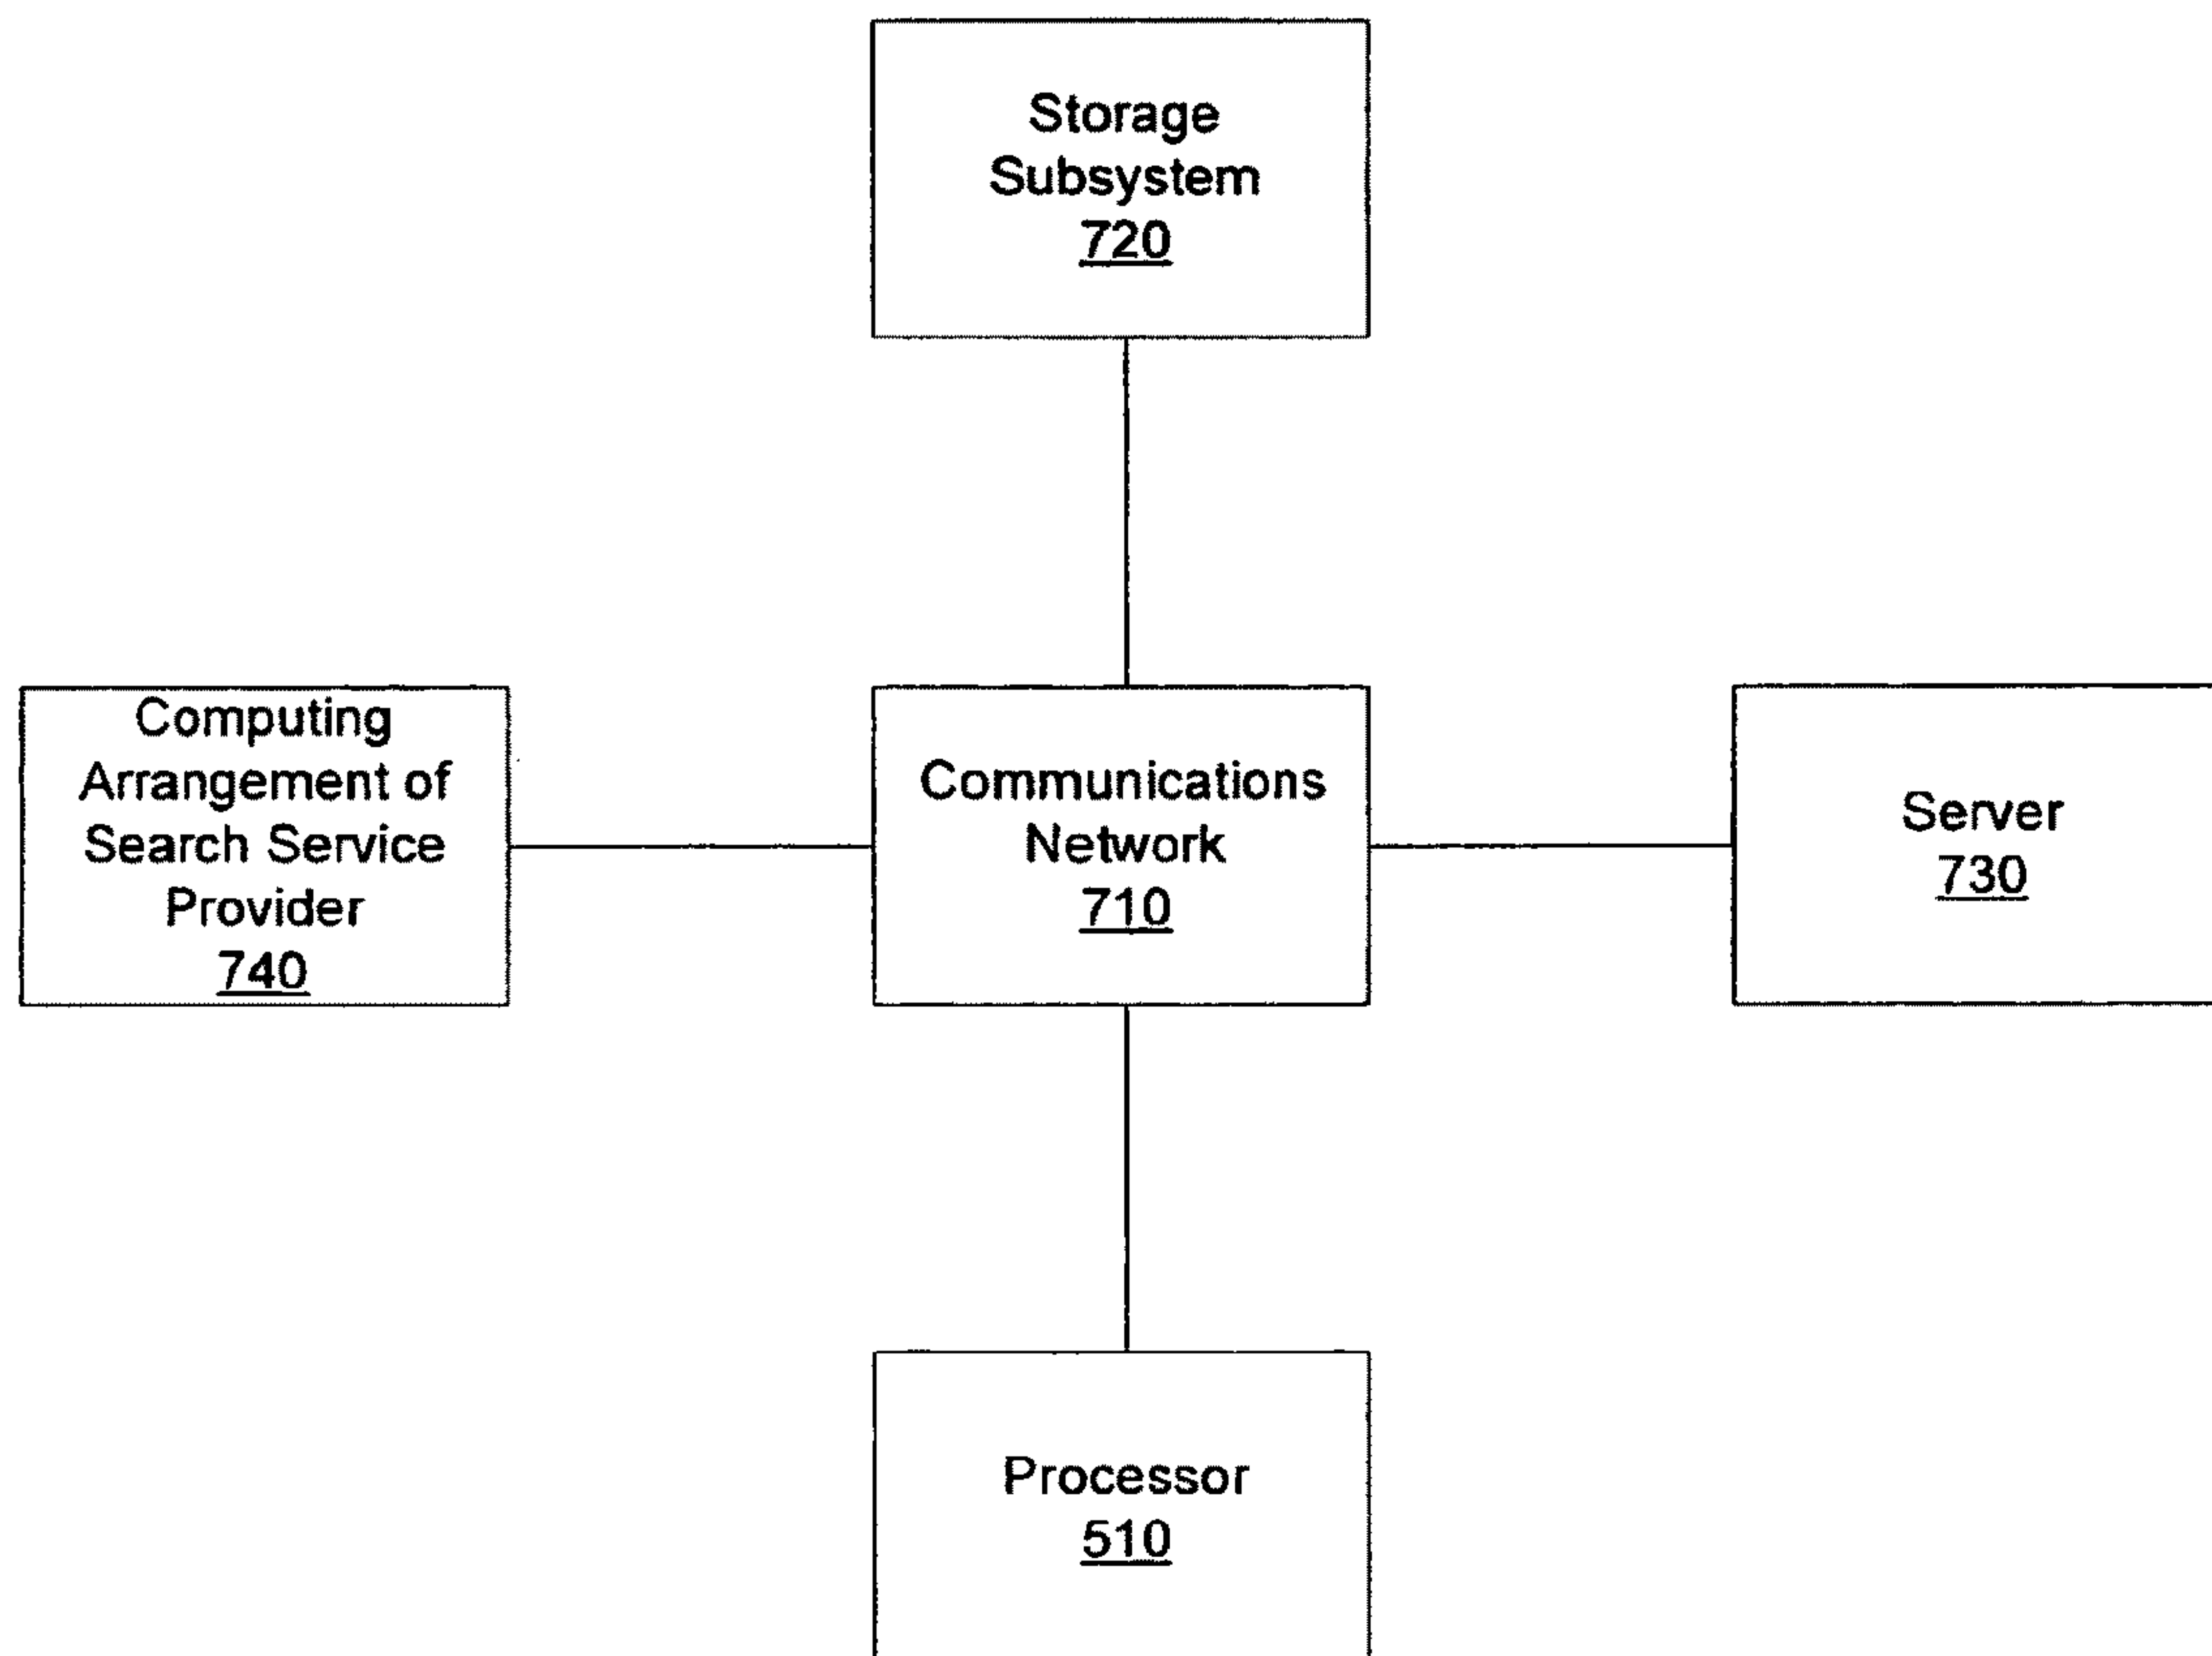 Storage
Subsystem
720
Computing
Arrangement of
Search Service
Provider
740
Communications
Network
710
Server
730
Processor
510